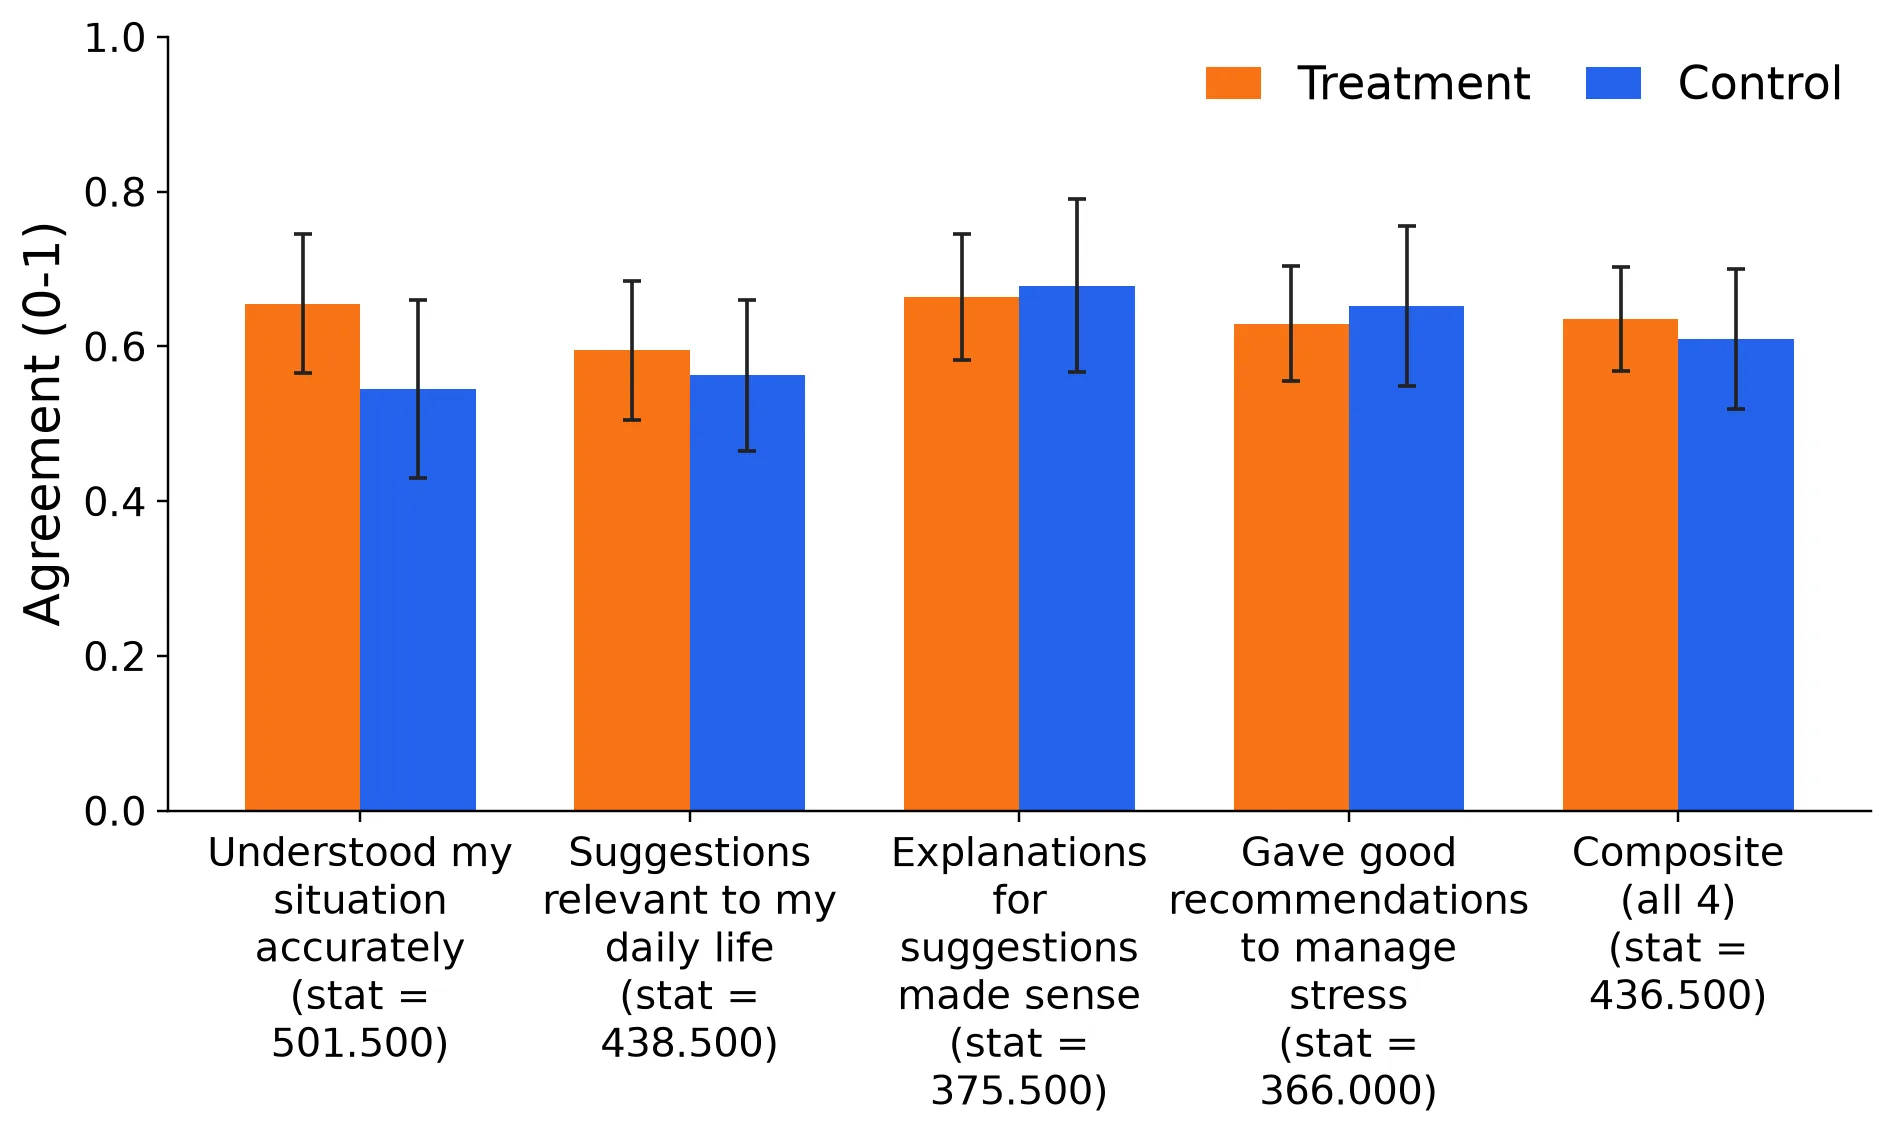 1.0
0.8
0.6
0.4
0.2
0.0
Agreement (0-1)
Treatment
Control
Understood my
situation
accurately
(stat =
501.500)
Suggestions
relevant to my
daily life
(stat =
438.500)
Explanations
for
suggestions
made sense
(stat =
375.500)
Gave good
recommendations
to manage
stress
(stat =
366.000)
Composite
(all 4)
(stat =
436.500)